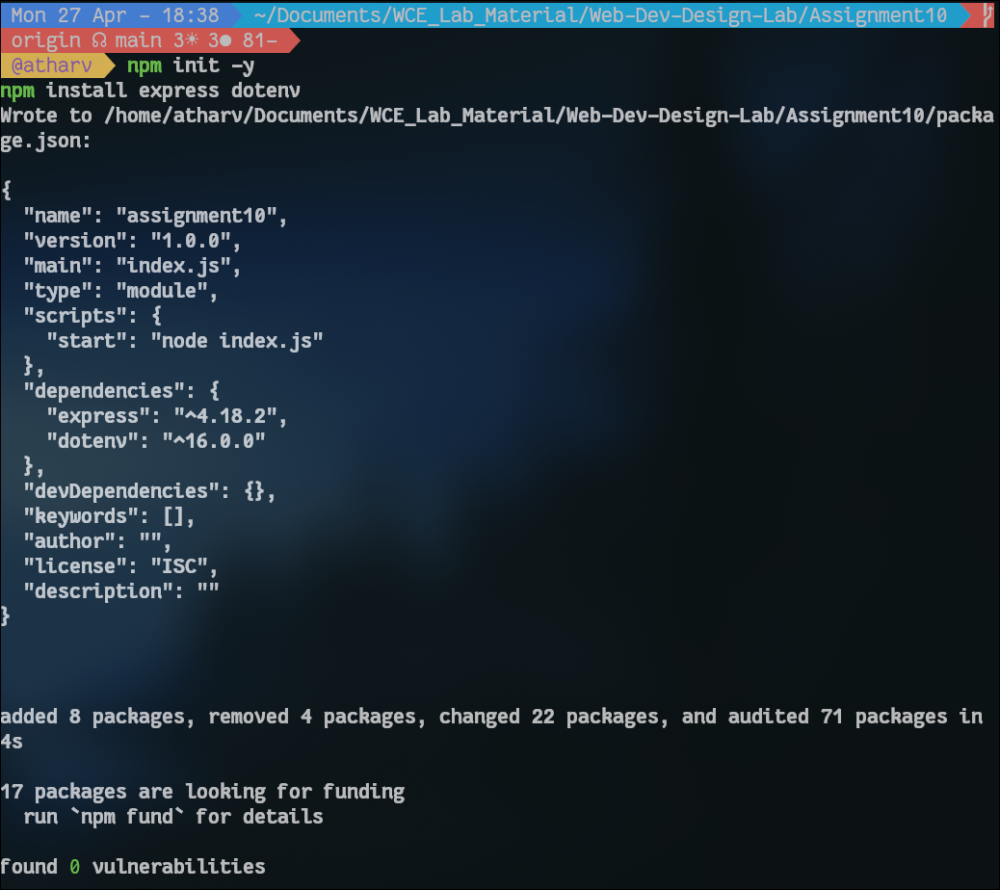 Mon 27 Apr - 18:38 ~/Documents/WCE_Lab_Material/Web-Dev-Design-Lab/Assignment10
origin ☊ main 3☀ 3● 81-
@atharv npm init -y
npm install express dotenv
Wrote to /home/atharv/Documents/WCE_Lab_Material/Web-Dev-Design-Lab/Assignment10/packa
ge.json:
{
  "name": "assignment10",
  "version": "1.0.0",
  "main": "index.js",
  "type": "module",
  "scripts": {
    "start": "node index.js"
  },
  "dependencies": {
    "express": "^4.18.2",
    "dotenv": "^16.0.0"
  },
  "devDependencies": {},
  "keywords": [],
  "author": "",
  "license": "ISC",
  "description": ""
}
added 8 packages, removed 4 packages, changed 22 packages, and audited 71 packages in
4s
17 packages are looking for funding
  run `npm fund` for details
found 0 vulnerabilities